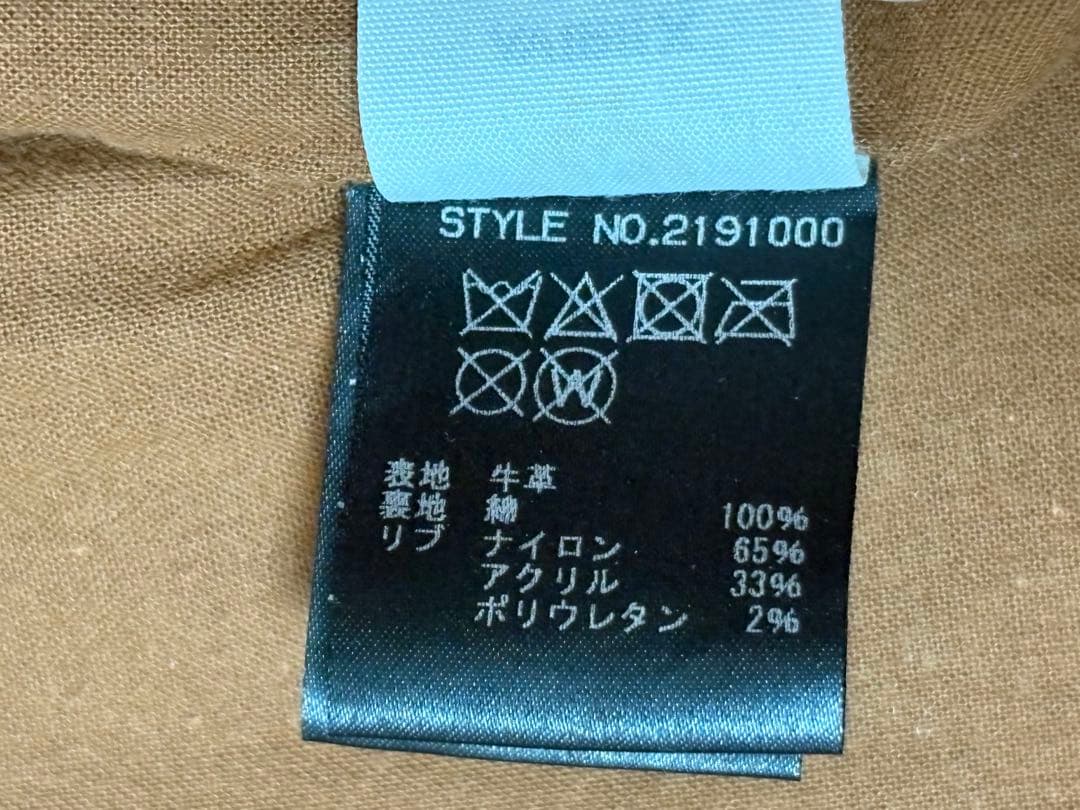 STYLE NO.2191000
W
表地 牛革
裏地 綿 100%
リブ ナイロン 65%
アクリル 33%
ポリウレタン 2%